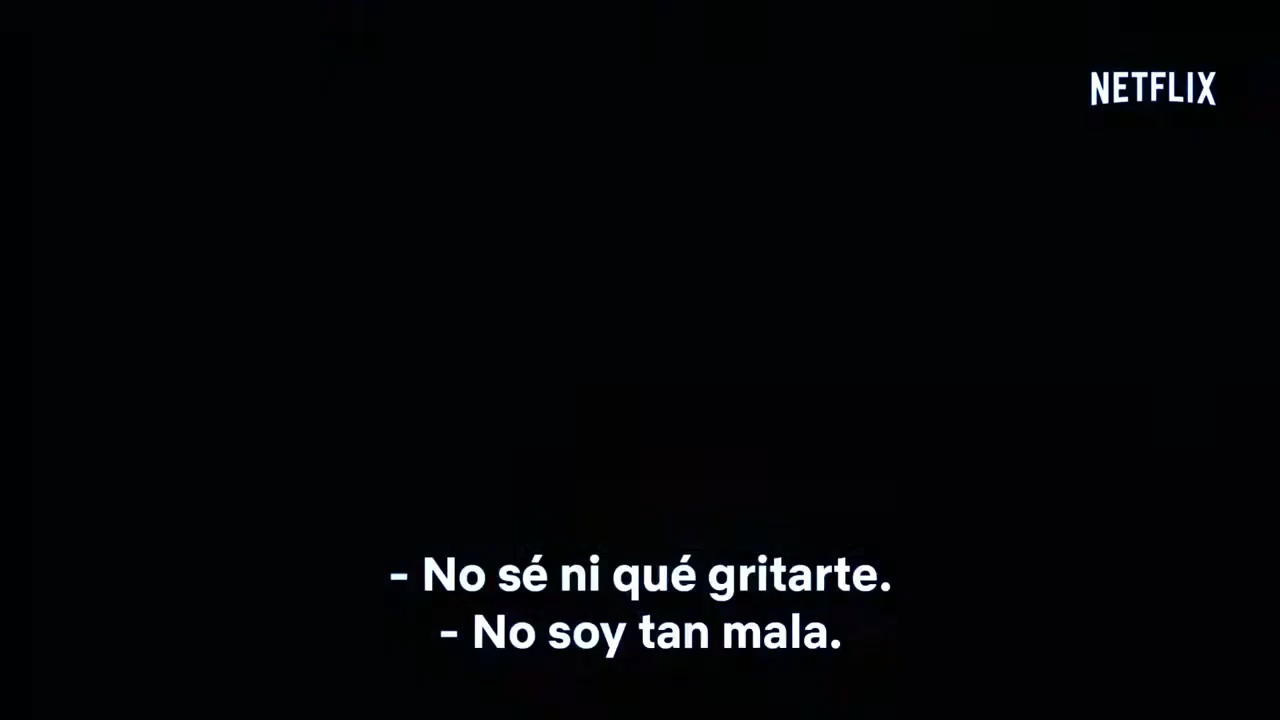 NETFLIX
- No sé ni qué gritarte.
- No soy tan mala.